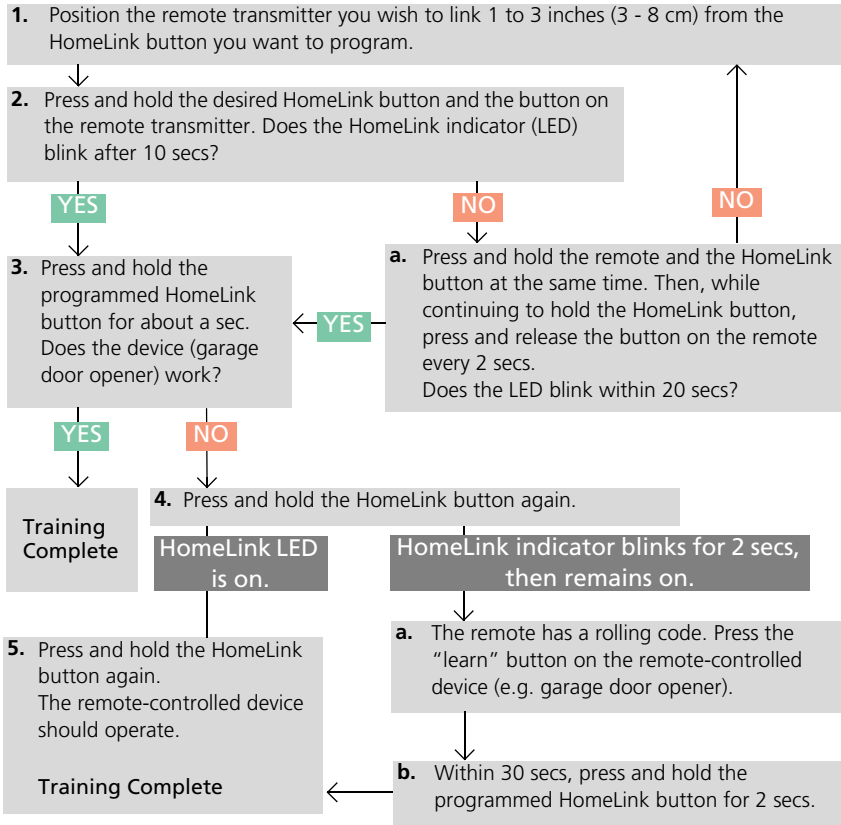 1. Position the remote transmitter you wish to link 1 to 3 inches (3 - 8 cm) from the
HomeLink button you want to program.
2. Press and hold the desired HomeLink button and the button on
the remote transmitter. Does the HomeLink indicator (LED)
blink after 10 secs?
YES
NO
NO
3. Press and hold the
programmed HomeLink
button for about a sec.
Does the device (garage
door opener) work?
YES
a. Press and hold the remote and the HomeLink
button at the same time. Then, while
continuing to hold the HomeLink button,
press and release the button on the remote
every 2 secs.
Does the LED blink within 20 secs?
YES
NO
Training
Complete
4. Press and hold the HomeLink button again.
HomeLink LED
is on.
HomeLink indicator blinks for 2 secs,
then remains on.
5. Press and hold the HomeLink
button again.
The remote-controlled device
should operate.
Training Complete
a. The remote has a rolling code. Press the
“learn” button on the remote-controlled
device (e.g. garage door opener).
b. Within 30 secs, press and hold the
programmed HomeLink button for 2 secs.